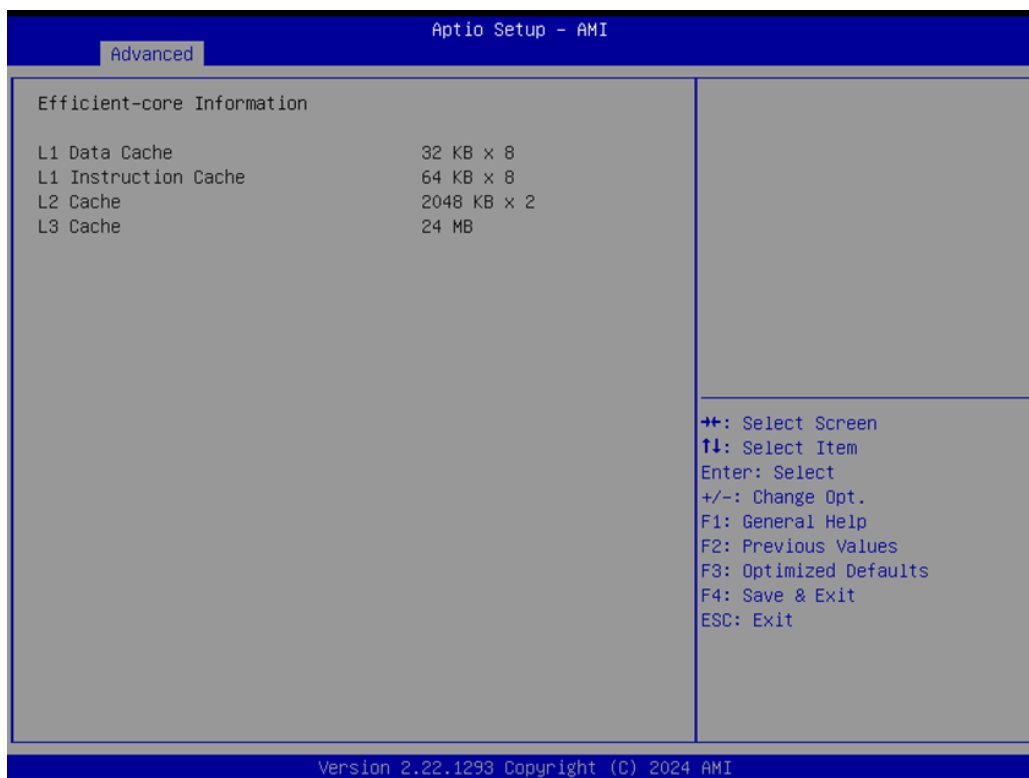 Aptio Setup – AMI
Advanced
Efficient-core Information
L1 Data Cache 32 KB x 8
L1 Instruction Cache 64 KB x 8
L2 Cache 2048 KB x 2
L3 Cache 24 MB
→←: Select Screen
↑↓: Select Item
Enter: Select
+/-: Change Opt.
F1: General Help
F2: Previous Values
F3: Optimized Defaults
F4: Save & Exit
ESC: Exit
Version 2.22.1293 Copyright (C) 2024 AMI